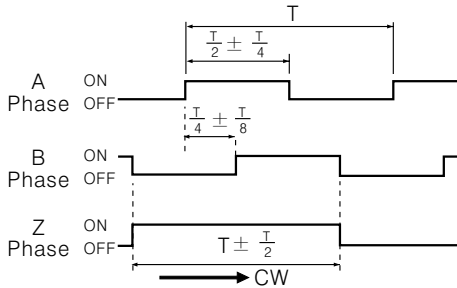 T
T/2 ± T/4
A Phase ON OFF
T/4 ± T/8
B Phase ON OFF
Z Phase ON OFF
T ± T/2
CW